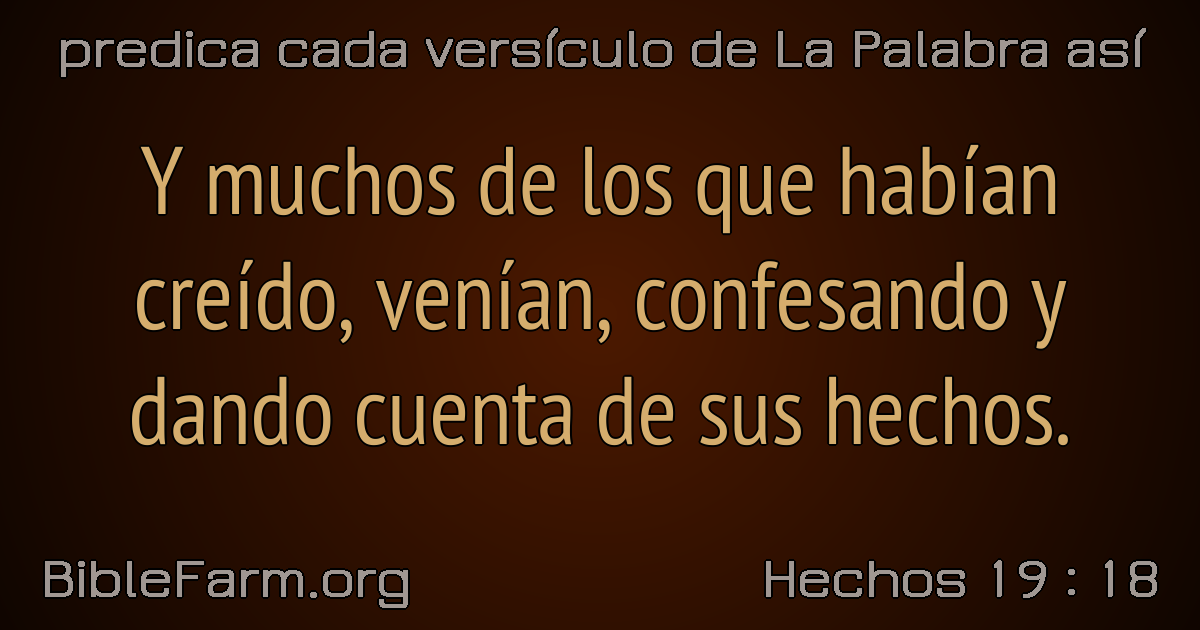 predica cada versículo de La Palabra así
Y muchos de los que habían
creído, venían, confesando y
dando cuenta de sus hechos.
BibleFarm.org
Hechos 19 : 18